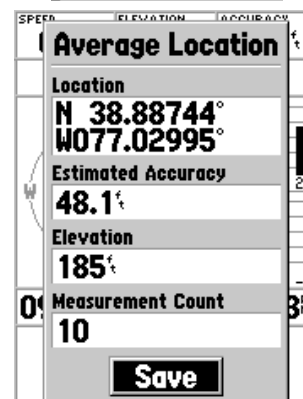 SPEED ELEVATION ACCURACY
Average Location
Location
N 38.88744°
W077.02995°
Estimated Accuracy
48.1ft
Elevation
185ft
Measurement Count
10
Save
W